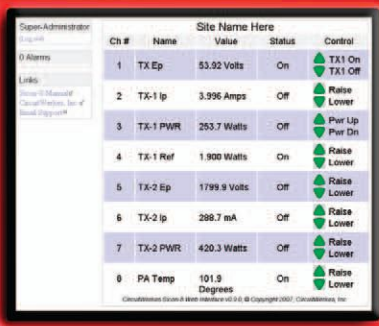 Super-Administrator
Logout
0 Alarms
Links
Site Name Here
Ch # Name Value Status Control
1 TX Ep 53.92 Volts On TX1 On
TX1 Off
2 TX-1 Ip 3.996 Amps Off Raise
Lower
3 TX-1 PWR 253.7 Watts Off Pwr Up
Pwr Dn
4 TX-1 Ref 1.900 Watts On Raise
Lower
5 TX-2 Ep 1799.9 Volts Off Raise
Lower
6 TX-2 Ip 288.7 mA Off Raise
Lower
7 TX-2 PWR 420.3 Watts Off Raise
Lower
8 PA Temp 101.9 Degrees On Raise
Lower
Copyright 2007,